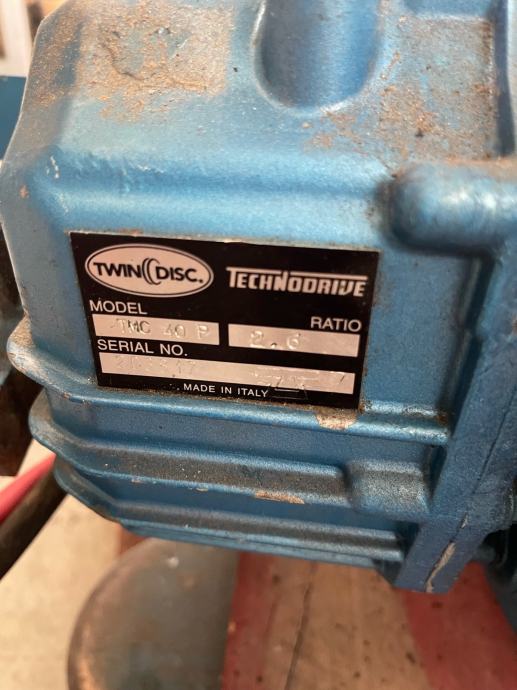 TWIN DISC.
TECHNODRIVE
MODEL
RATIO
TMC 40 P
2.6
SERIAL NO.
MADE IN ITALY